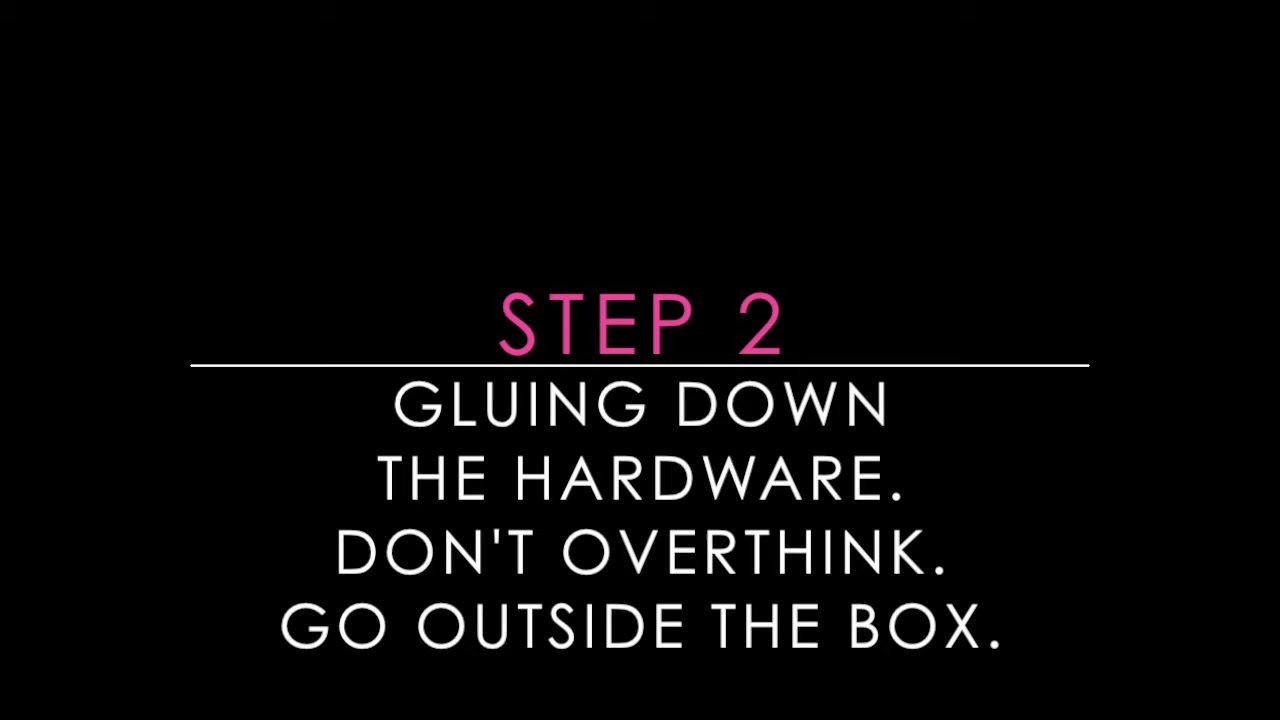 STEP 2
GLUING DOWN
THE HARDWARE.
DON'T OVERTHINK.
GO OUTSIDE THE BOX.